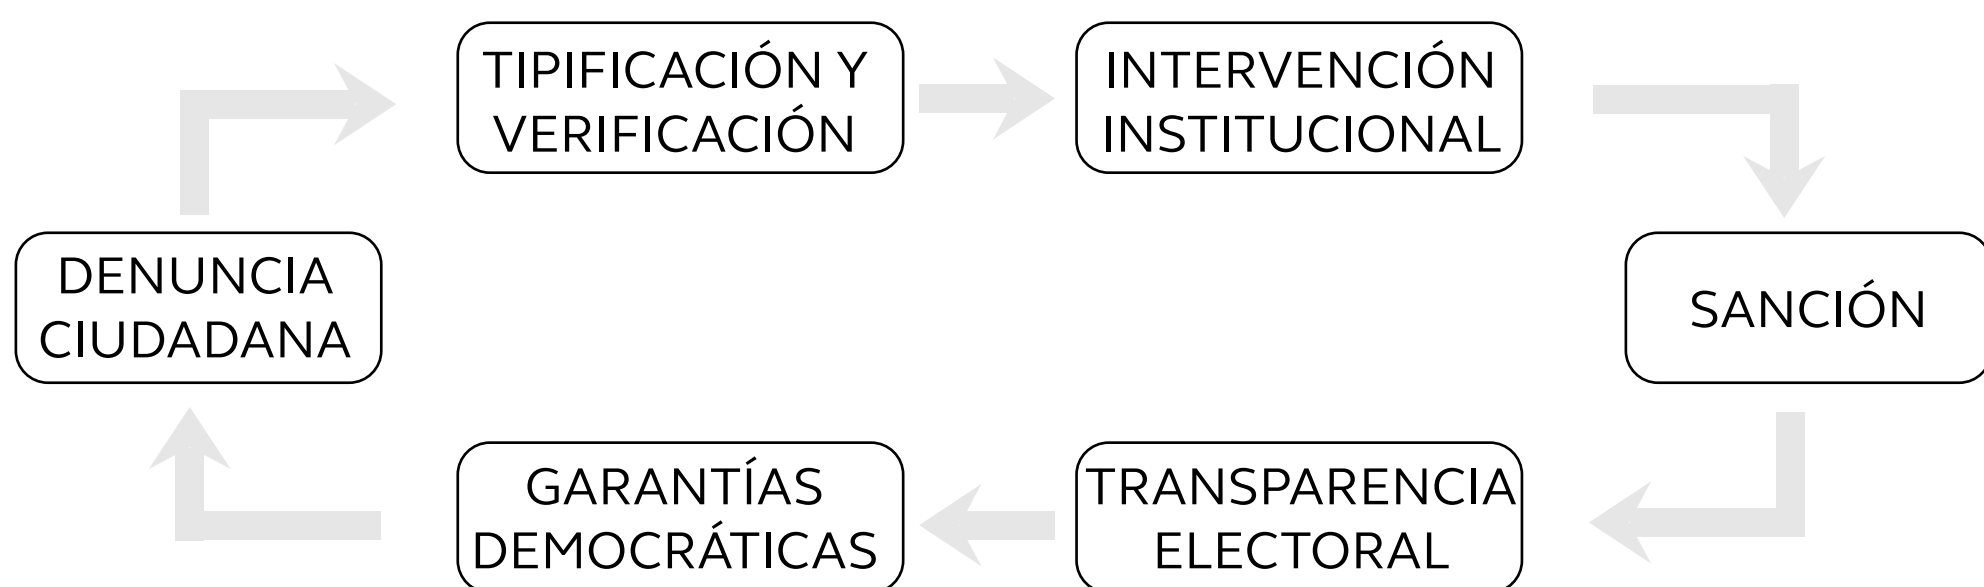 TIPIFICACIÓN Y
VERIFICACIÓN
INTERVENCIÓN
INSTITUCIONAL
DENUNCIA
CIUDADANA
SANCIÓN
GARANTÍAS
DEMOCRÁTICAS
TRANSPARENCIA
ELECTORAL